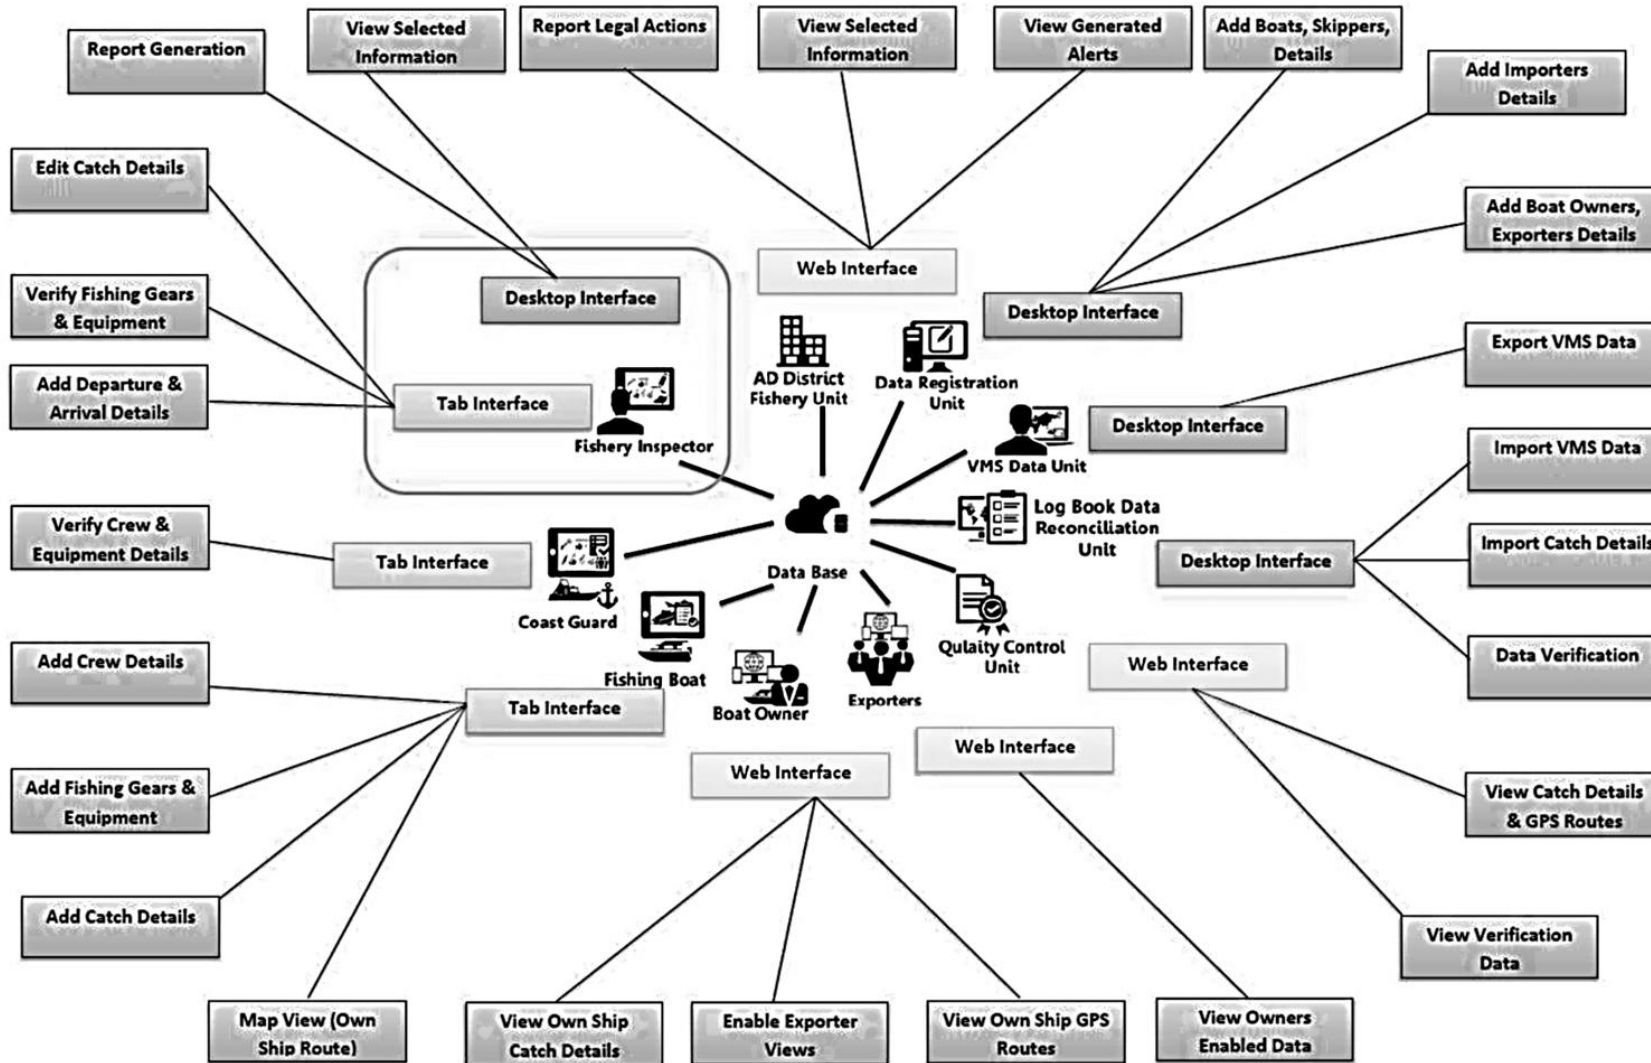 Report Generation
View Selected
Information
Report Legal Actions
View Selected
Information
View Generated
Alerts
Add Boats, Skippers,
Details
Add Importers
Details
Edit Catch Details
Add Boat Owners,
Exporters Details
Web Interface
Desktop Interface
Desktop Interface
Verify Fishing Gears
& Equipment
Export VMS Data
AD District
Fishery Unit
Data Registration
Unit
Add Departure &
Arrival Details
Tab Interface
Fishery Inspector
Desktop Interface
VMS Data Unit
Import VMS Data
Log Book Data
Reconciliation
Unit
Verify Crew &
Equipment Details
Tab Interface
Coast Guard
Data Base
Desktop Interface
Import Catch Details
Qulaity Control
Unit
Data Verification
Add Crew Details
Fishing Boat
Boat Owner
Exporters
Web Interface
Tab Interface
Web Interface
Web Interface
Add Fishing Gears &
Equipment
View Catch Details
& GPS Routes
Add Catch Details
View Verification
Data
Map View (Own
Ship Route)
View Own Ship
Catch Details
Enable Exporter
Views
View Own Ship GPS
Routes
View Owners
Enabled Data